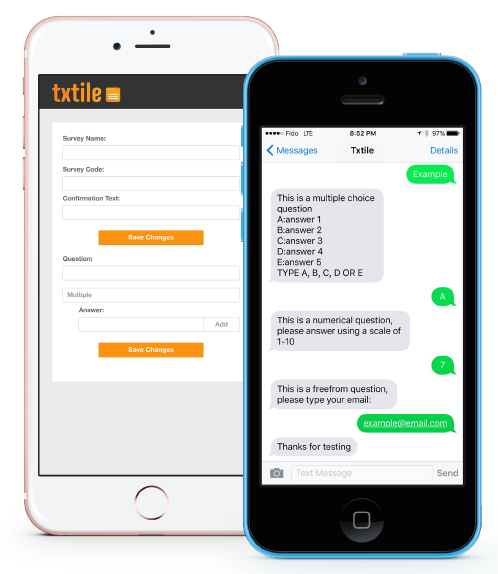 txtile
Survey Name:
Survey Code:
Confirmation Text:
Save Changes
Question:
Multiple
Answer:
Add
Save Changes
Fido LTE 8:52 PM 97%
Messages Txtile Details
Example
This is a multiple choice
question
A:answer 1
B:answer 2
C:answer 3
D:answer 4
E:answer 5
TYPE A, B, C, D OR E
A
This is a numerical question,
please answer using a scale of
1-10
7
This is a freefrom question,
please type your email:
example@email.com
Thanks for testing
Text Message Send